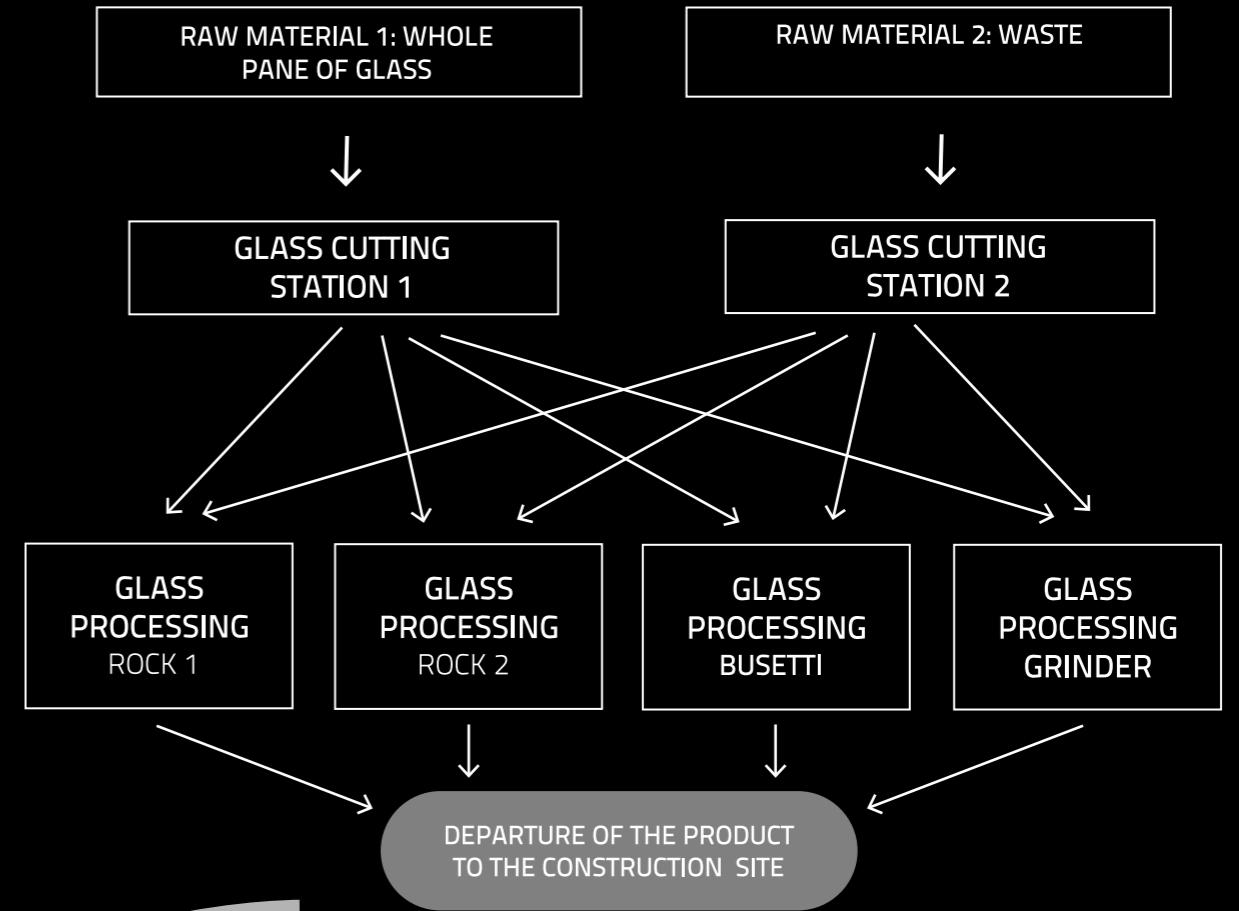 RAW MATERIAL 1: WHOLE
PANE OF GLASS
RAW MATERIAL 2: WASTE
GLASS CUTTING
STATION 1
GLASS CUTTING
STATION 2
GLASS
PROCESSING
ROCK 1
GLASS
PROCESSING
ROCK 2
GLASS
PROCESSING
BUSETTI
GLASS
PROCESSING
GRINDER
DEPARTURE OF THE PRODUCT
TO THE CONSTRUCTION SITE